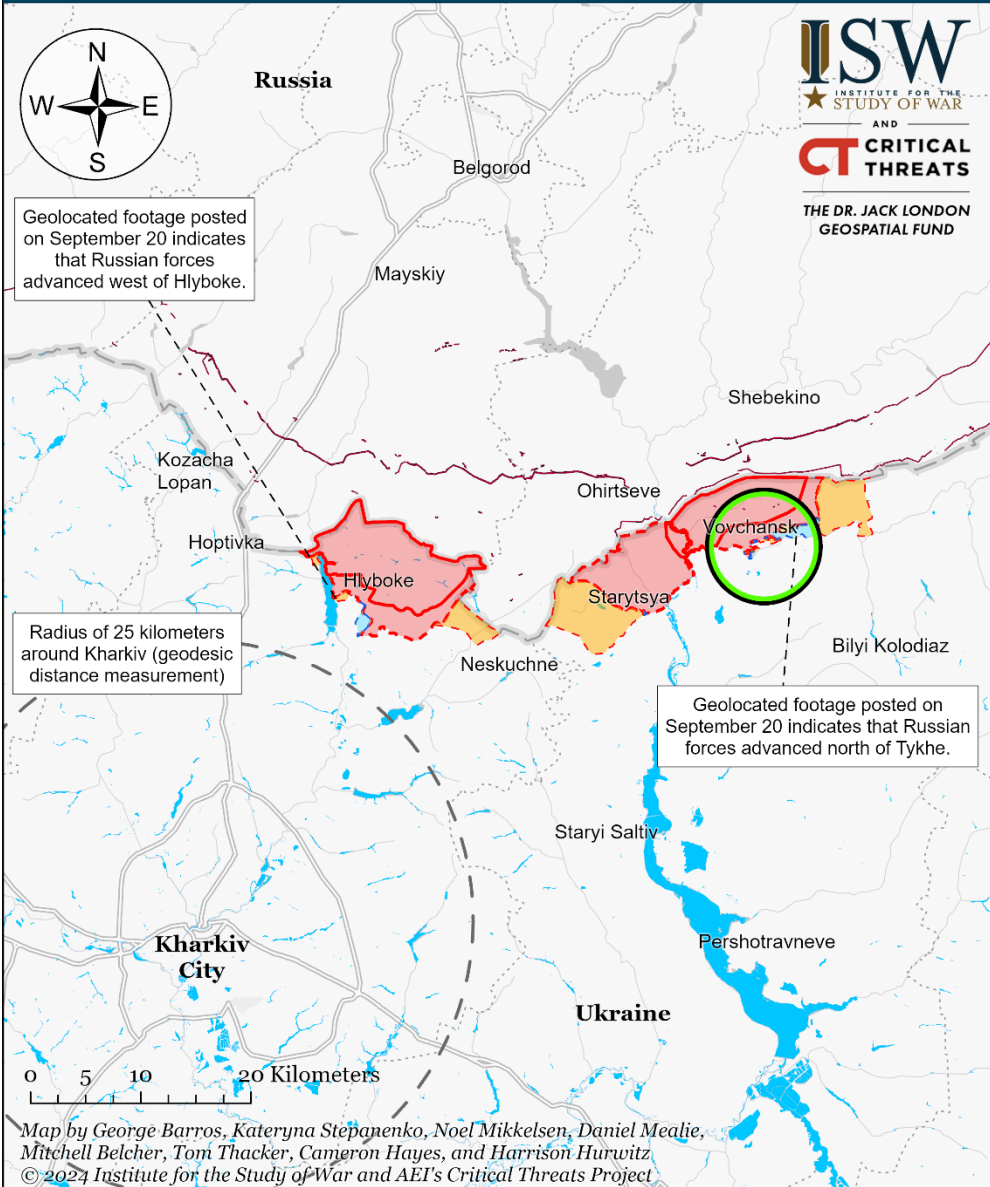 N
W
E
S
Russia
ISW
INSTITUTE FOR THE
STUDY OF WAR
AND
CT CRITICAL
THREATS
THE DR. JACK LONDON
GEOSPATIAL FUND
Belgorod
Geolocated footage posted
on September 20 indicates
that Russian forces
advanced west of Hlyboke.
Mayskiy
Shebekino
Kozacha
Lopan
Ohirtseve
Vovchansk
Hoptivka
Hlyboke
Starytsya
Radius of 25 kilometers
around Kharkiv (geodesic
distance measurement)
Neskuchne
Bilyi Kolodiaz
Geolocated footage posted on
September 20 indicates that Russian
forces advanced north of Tykhe.
Staryi Saltiv
Kharkiv
City
Pershotravneve
Ukraine
0 5 10 20 Kilometers
Map by George Barros, Kateryna Stepanenko, Noel Mikkelsen, Daniel Mealie,
Mitchell Belcher, Tom Thacker, Cameron Hayes, and Harrison Hurwitz
© 2024 Institute for the Study of War and AEI's Critical Threats Project